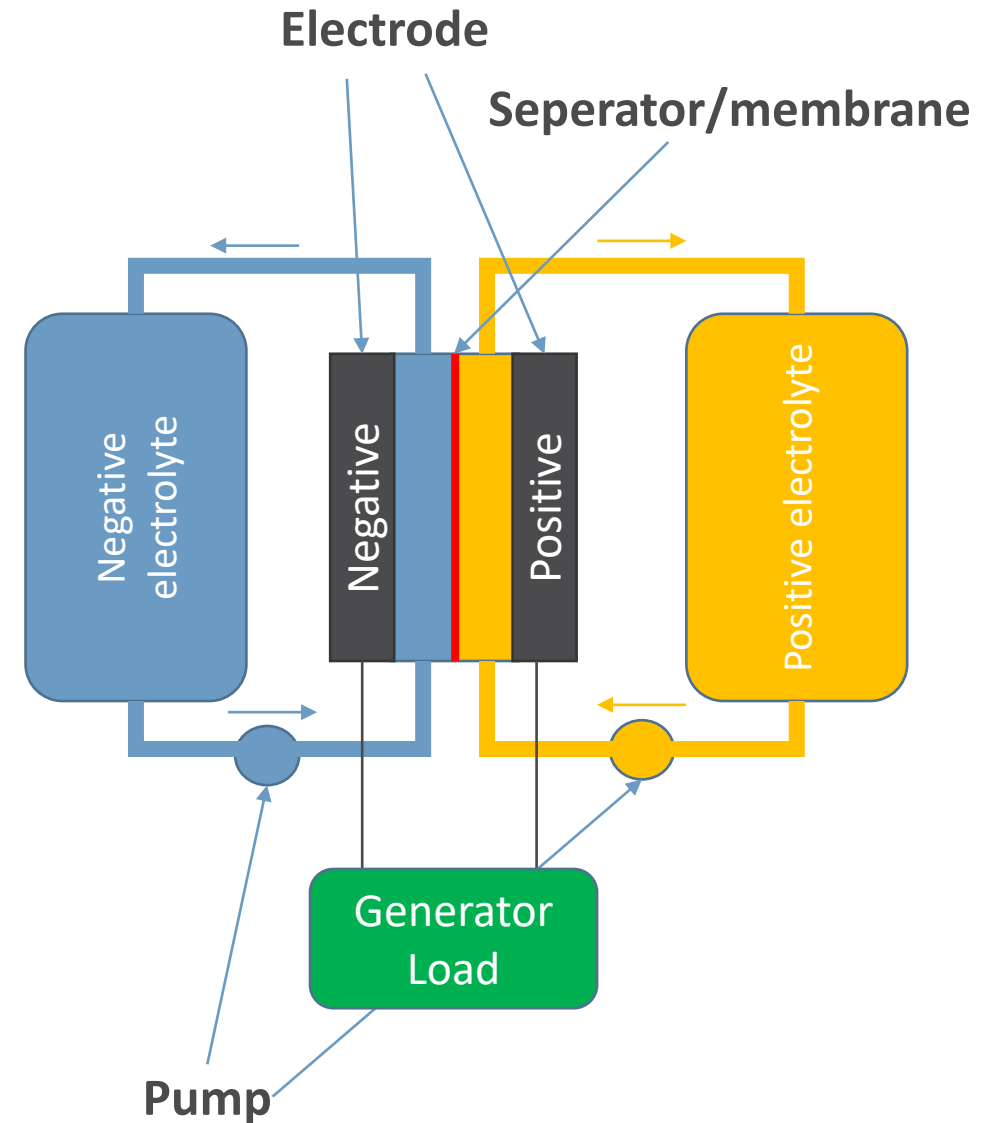 Electrode
Seperator/membrane
Negative
electrolyte
Negative
Positive
Positive electrolyte
Generator
Load
Pump